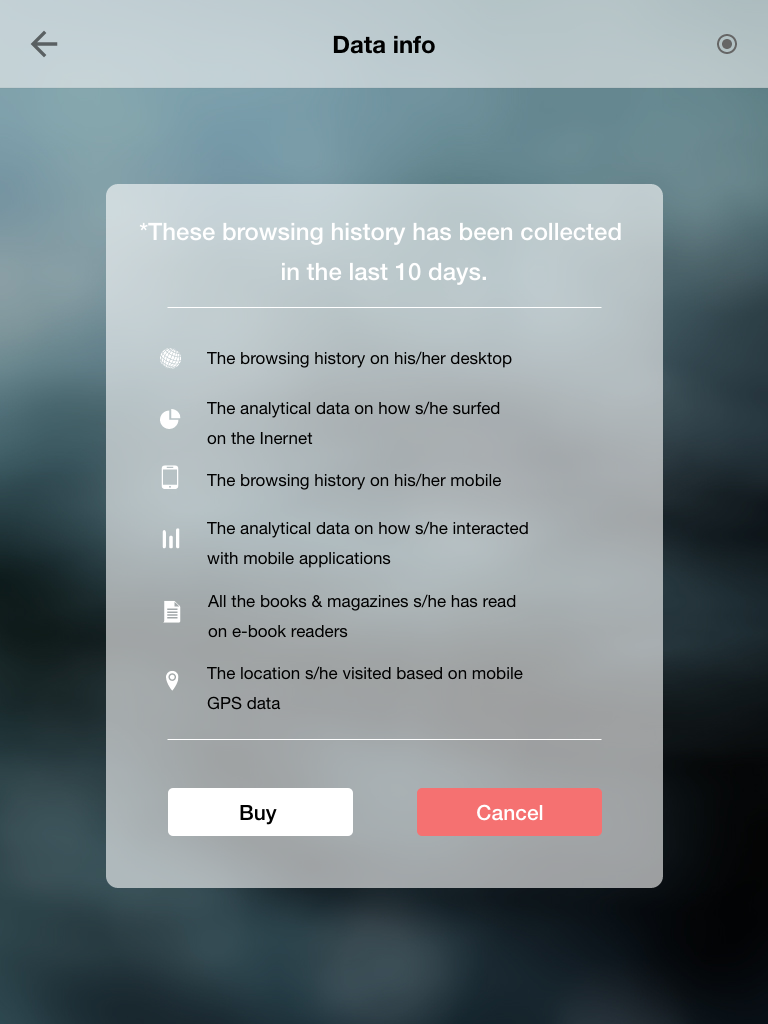 Data info
*These browsing history has been collected
in the last 10 days.
The browsing history on his/her desktop
The analytical data on how s/he surfed
on the Inernet
The browsing history on his/her mobile
The analytical data on how s/he interacted
with mobile applications
All the books & magazines s/he has read
on e-book readers
The location s/he visited based on mobile
GPS data
Buy
Cancel